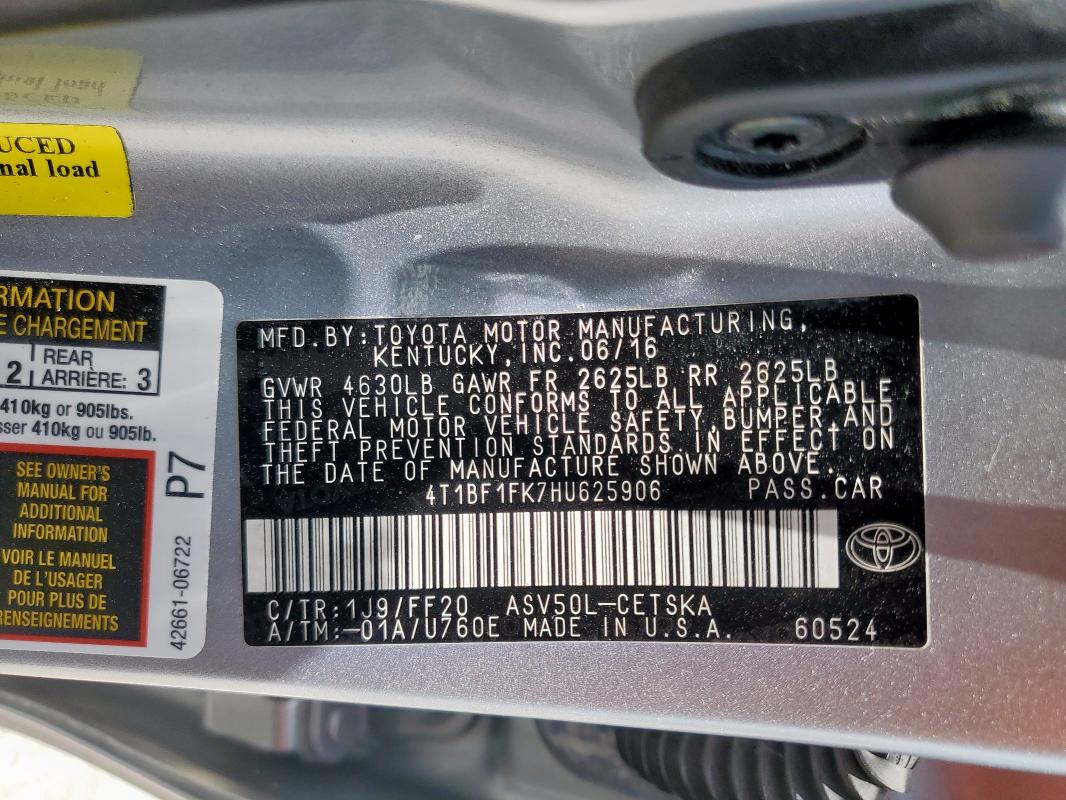 UCED
nal load
RMATION
E CHARGEMENT
2 REAR
ARRIÈRE: 3
410kg or 905lbs.
sser 410kg ou 905lb.
SEE OWNER'S
MANUAL FOR
ADDITIONAL
INFORMATION
VOIR LE MANUEL
DE L'USAGER
POUR PLUS DE
RENSEIGNEMENTS
P7
42661-06722
MFD.BY:TOYOTA MOTOR MANUFACTURING,
KENTUCKY,INC.06/16
GVWR 4630LB GAWR FR 2625LB RR 2625LB
THIS VEHICLE CONFORMS TO ALL APPLICABLE
FEDERAL MOTOR VEHICLE SAFETY,BUMPER,AND
THEFT PREVENTION STANDARDS IN EFFECT ON
THE DATE OF MANUFACTURE SHOWN ABOVE.
4T1BF1FK7HU625906 PASS.CAR
C/TR:1J9/FF20 ASV50L-CETSKA
A/TM:-01A/U760E MADE IN U.S.A. 60524